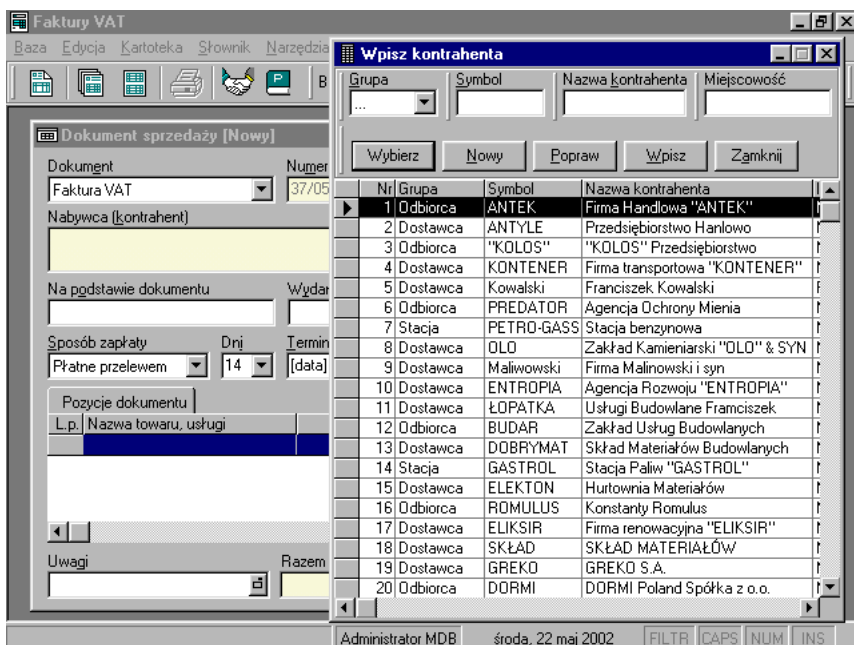 Faktury VAT
Baza Edycja Kartoteka Słownik Narzędzia
Wpisz kontrahenta
Grupa Symbol Nazwa kontrahenta Miejscowość
...
Wybierz Nowy Popraw Wpisz Zamknij
Dokument sprzedaży [Nowy]
Dokument Numer
Faktura VAT 37/05
Nabywca (kontrahent)
Na podstawie dokumentu
Sposób zapłaty Dni Termin
Płatne przelewem 14 [data]
Pozycje dokumentu
L.p. Nazwa towaru, usługi
Uwagi Razem
Nr Grupa Symbol Nazwa kontrahenta
1 Odbiorca ANTEK Firma Handlowa "ANTEK"
2 Dostawca ANTYLE Przedsiębiorstwo Hanlowo
3 Odbiorca "KOLOS" "KOLOS" Przedsiębiorstwo
4 Dostawca KONTENER Firma transportowa "KONTENER"
5 Dostawca Kowalski Franciszek Kowalski
6 Odbiorca PREDATOR Agencja Ochrony Mienia
7 Stacja PETRO-GASS Stacja benzynowa
8 Dostawca OLO Zakład Kamieniarski "OLO" & SYN
9 Dostawca Maliwowski Firma Malinowski i syn
10 Dostawca ENTROPIA Agencja Rozwoju "ENTROPIA"
11 Dostawca ŁOPATKA Usługi Budowlane Framciszek
12 Odbiorca BUDAR Zakład Usług Budowlanych
13 Dostawca DOBRYMAT Skład Materiałów Budowlanych
14 Stacja GASTROL Stacja Paliw "GASTROL"
15 Dostawca ELEKTON Hurtownia Materiałów
16 Odbiorca ROMULUS Konstanty Romulus
17 Dostawca ELIKSIR Firma renowacyjna "ELIKSIR"
18 Dostawca SKŁAD SKŁAD MATERIAŁÓW
19 Dostawca GREKO GREKO S.A.
20 Odbiorca DORMI DORMI Poland Spółka z o.o.
Administrator MDB środa, 22 maj 2002 FILTR CAPS NUM INS